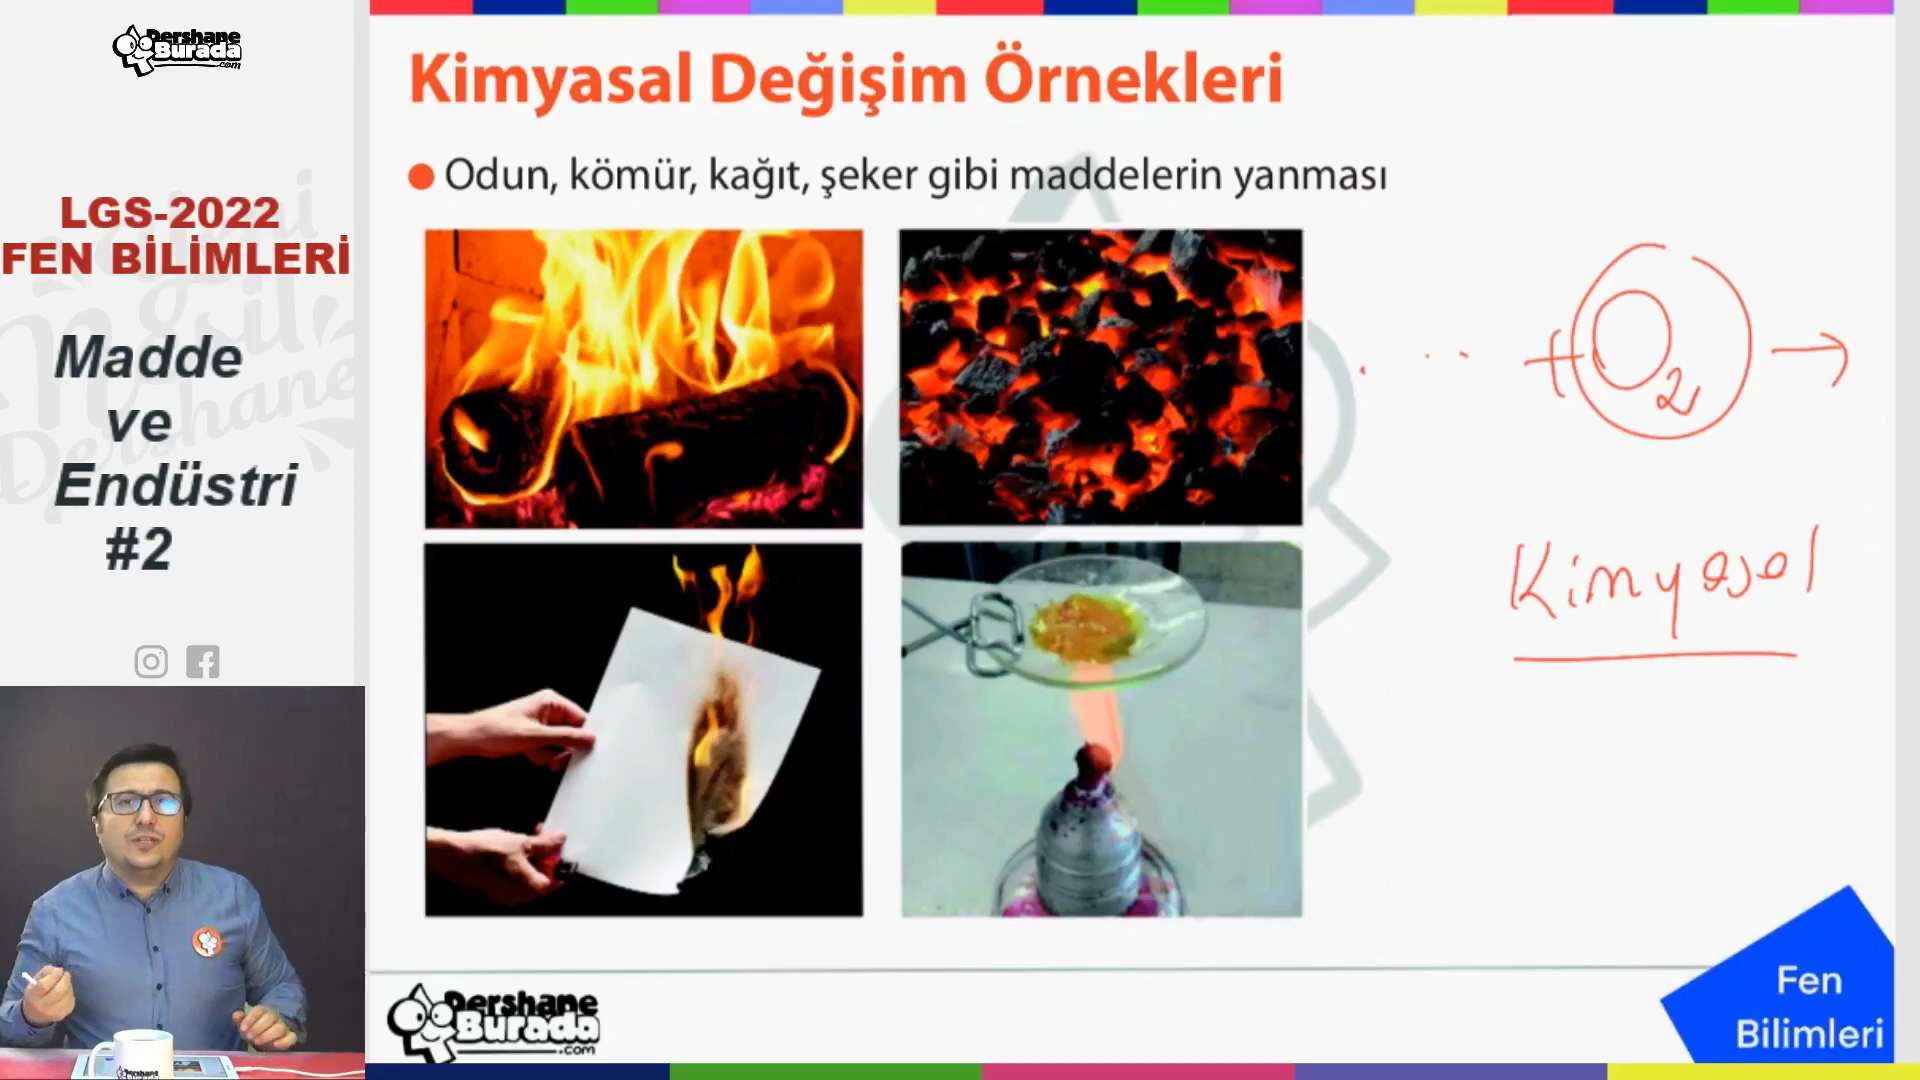 Dershane
Burada
.com
LGS-2022
FEN BİLİMLERİ
Madde
ve
Endüstri
#2
Kimyasal Değişim Örnekleri
Odun, kömür, kağıt, şeker gibi maddelerin yanması
+ O2 →
Kimyasal
Dershane
Burada
.com
Fen
Bilimleri